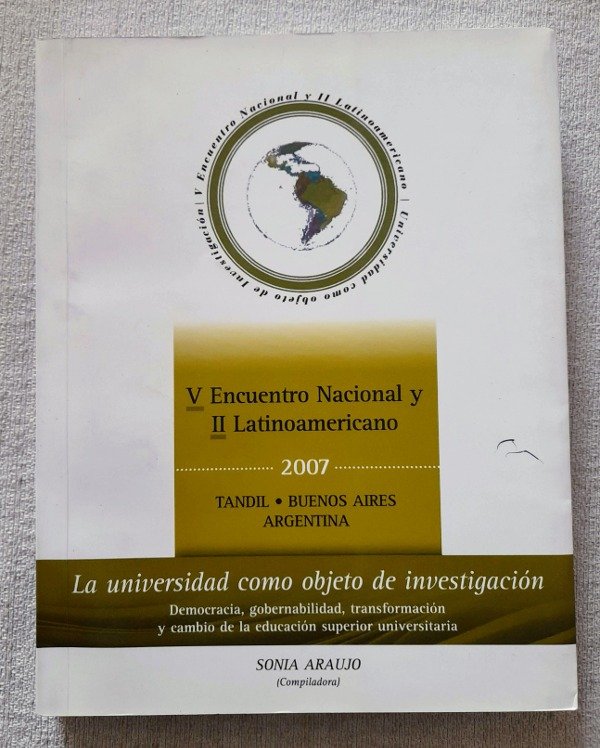 V Encuentro Nacional y II Latinoamericano | Universidad como objeto de Investigación |
V Encuentro Nacional y
II Latinoamericano
2007
TANDIL • BUENOS AIRES
ARGENTINA
La universidad como objeto de investigación
Democracia, gobernabilidad, transformación
y cambio de la educación superior universitaria
SONIA ARAUJO
(Compiladora)